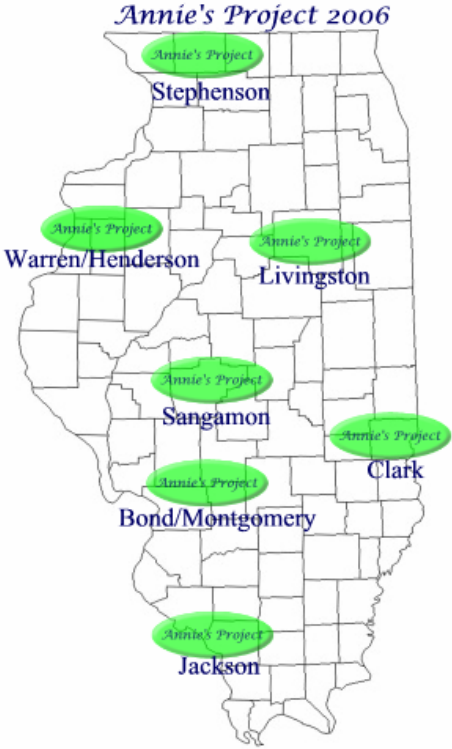 Annie's Project 2006
Annie's Project
Stephenson
Annie's Project
Warren/Henderson
Annie's Project
Livingston
Annie's Project
Sangamon
Annie's Project
Clark
Annie's Project
Bond/Montgomery
Annie's Project
Jackson